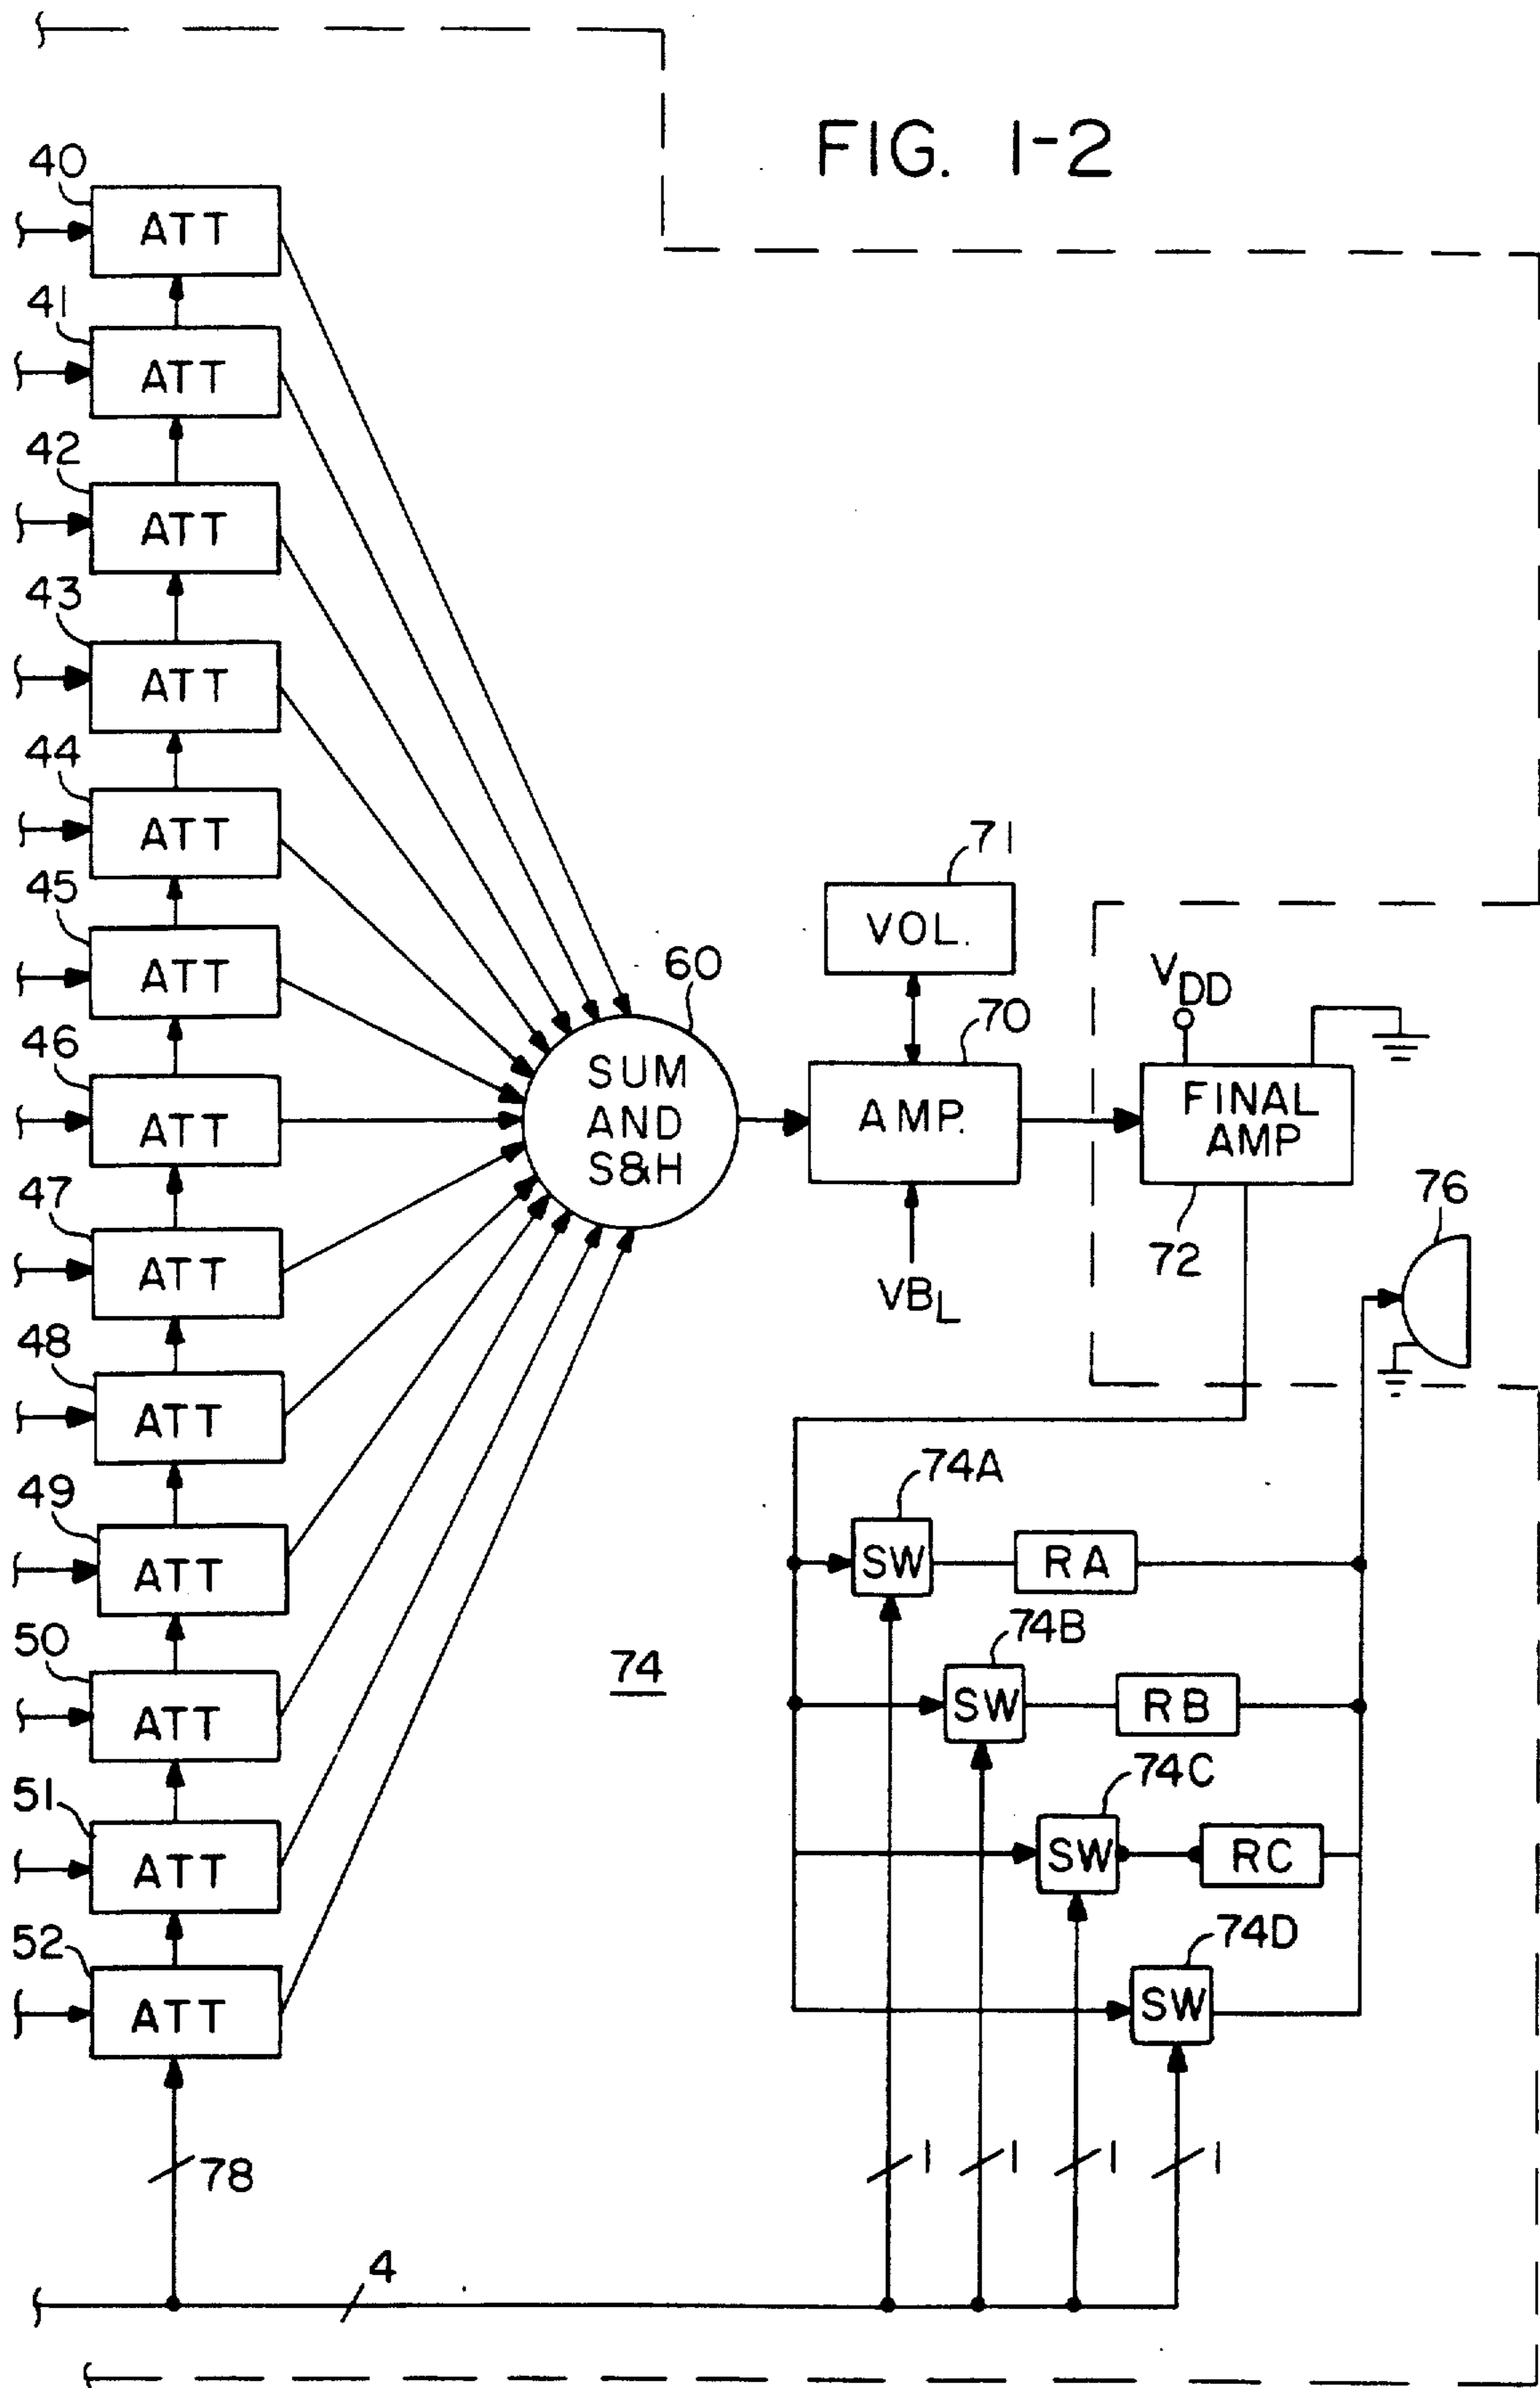 FIG. 1-2
40
ATT
41
ATT
42
ATT
43
ATT
44
ATT
45
ATT
46
ATT
47
ATT
48
ATT
49
ATT
50
ATT
51
ATT
52
ATT
78
4
60
SUM
AND
S&H
71
VOL.
70
AMP.
VBL
VDD
FINAL
AMP
72
76
74
74A
SW
RA
74B
SW
RB
74C
SW
RC
74D
SW
1
1
1
1